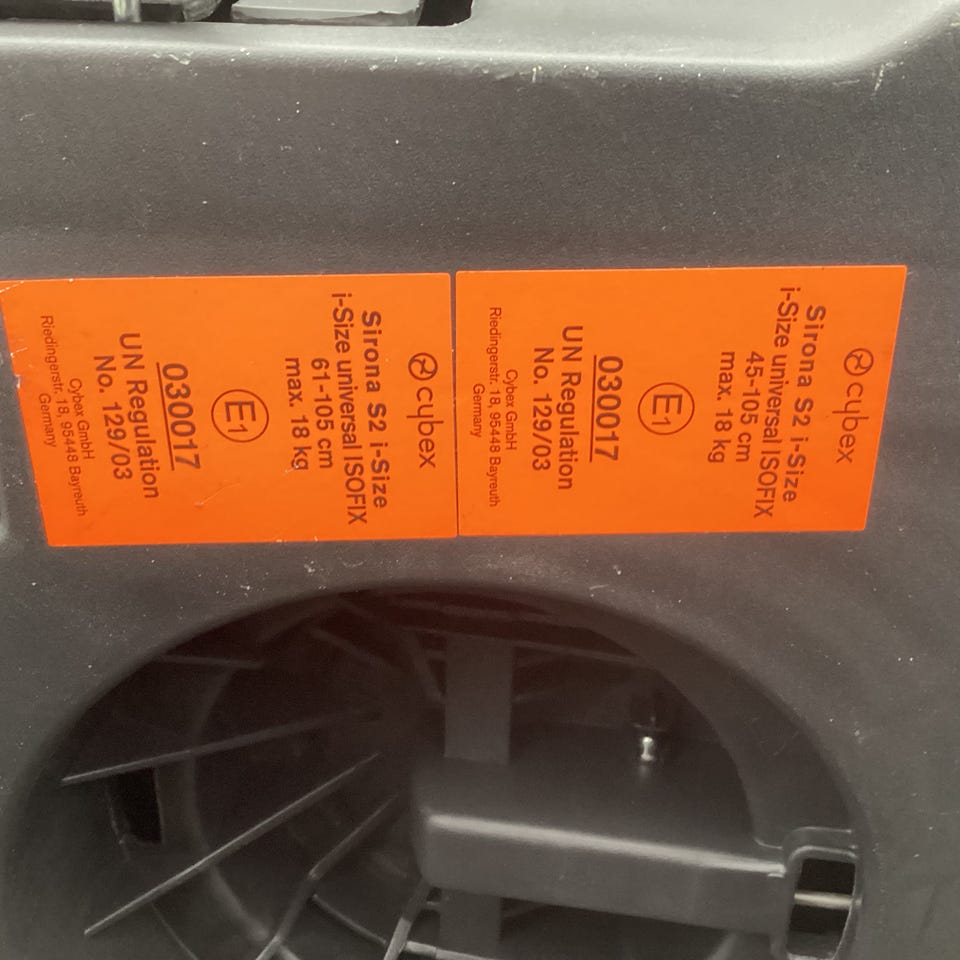 cybex
Sirona S2 i-Size
i-Size universal ISOFIX
61-105 cm
max. 18 kg
E1
030017
UN Regulation
No. 129/03
Cybex GmbH
Riedingerstr. 18, 95448 Bayreuth
Germany
cybex
Sirona S2 i-Size
i-Size universal ISOFIX
45-105 cm
max. 18 kg
E1
030017
UN Regulation
No. 129/03
Cybex GmbH
Riedingerstr. 18, 95448 Bayreuth
Germany